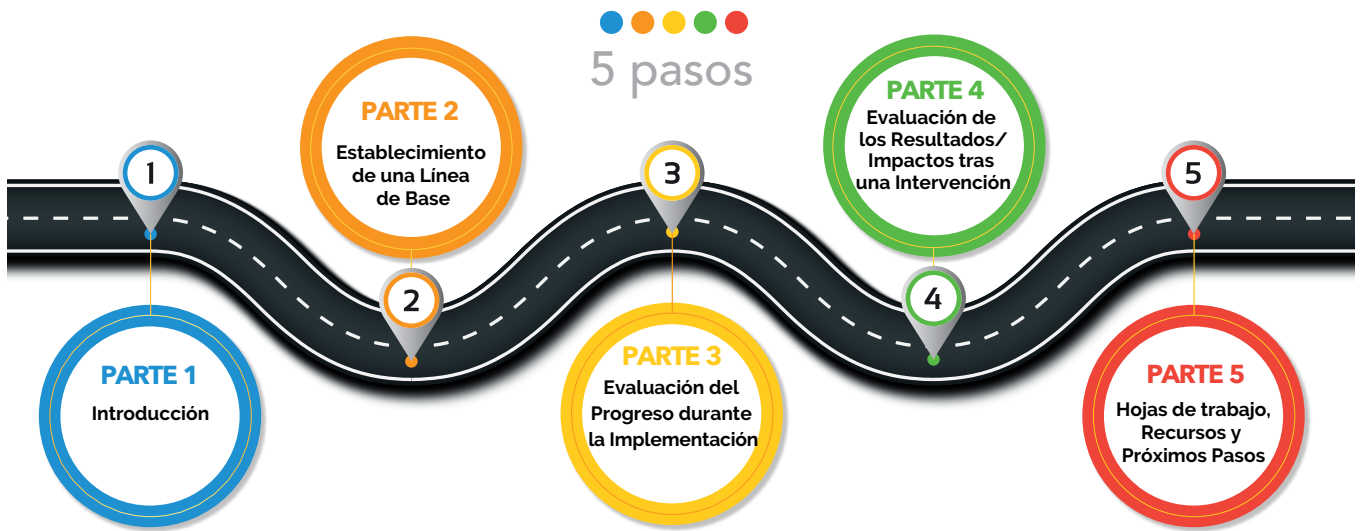 5 pasos
1
PARTE 1
Introducción
2
PARTE 2
Establecimiento
de una Línea
de Base
3
PARTE 3
Evaluación del
Progreso durante
la Implementación
4
PARTE 4
Evaluación de
los Resultados/
Impactos tras
una Intervención
5
PARTE 5
Hojas de trabajo,
Recursos y
Próximos Pasos